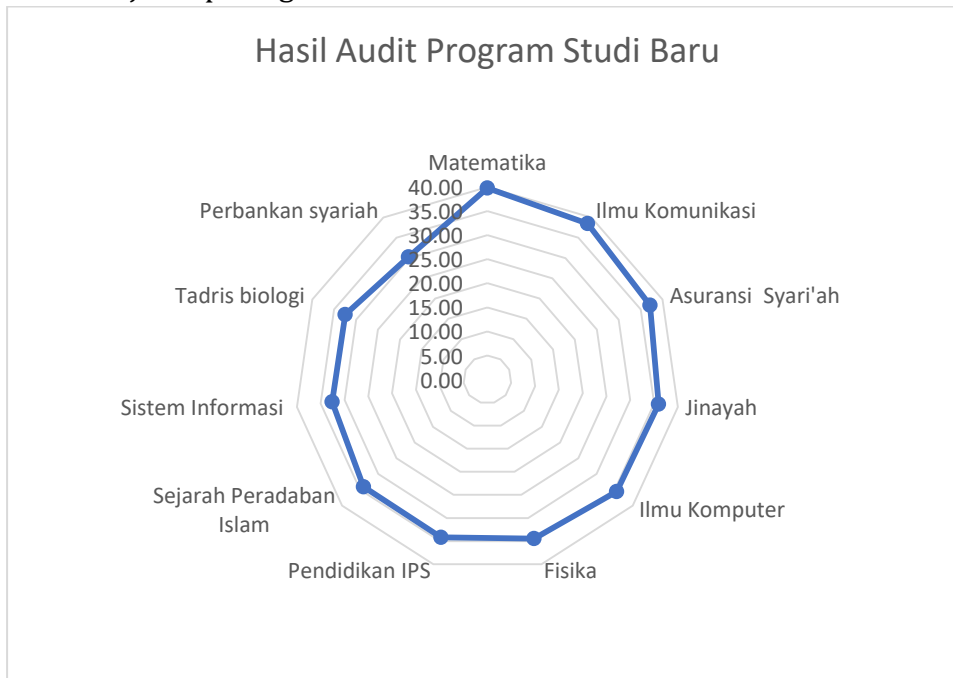 Hasil Audit Program Studi Baru
Matematika
40.00
35.00
30.00
25.00
20.00
15.00
10.00
5.00
0.00
Ilmu Komunikasi
Asuransi Syari'ah
Jinayah
Ilmu Komputer
Fisika
Pendidikan IPS
Sejarah Peradaban
Islam
Sistem Informasi
Tadris biologi
Perbankan syariah